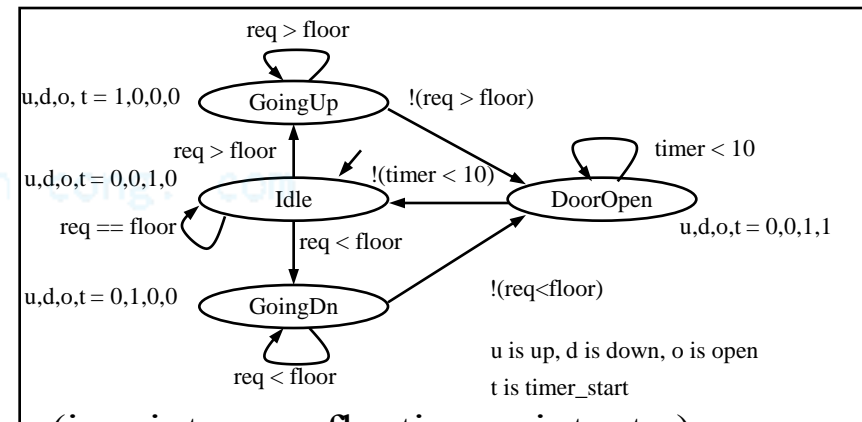 req > floor
u,d,o, t = 1,0,0,0
GoingUp
!(req > floor)
req > floor
timer < 10
u,d,o,t = 0,0,1,0
!(timer < 10)
Idle
DoorOpen
req == floor
u,d,o,t = 0,0,1,1
req < floor
u,d,o,t = 0,1,0,0
GoingDn
!(req<floor)
u is up, d is down, o is open
req < floor
t is timer_start